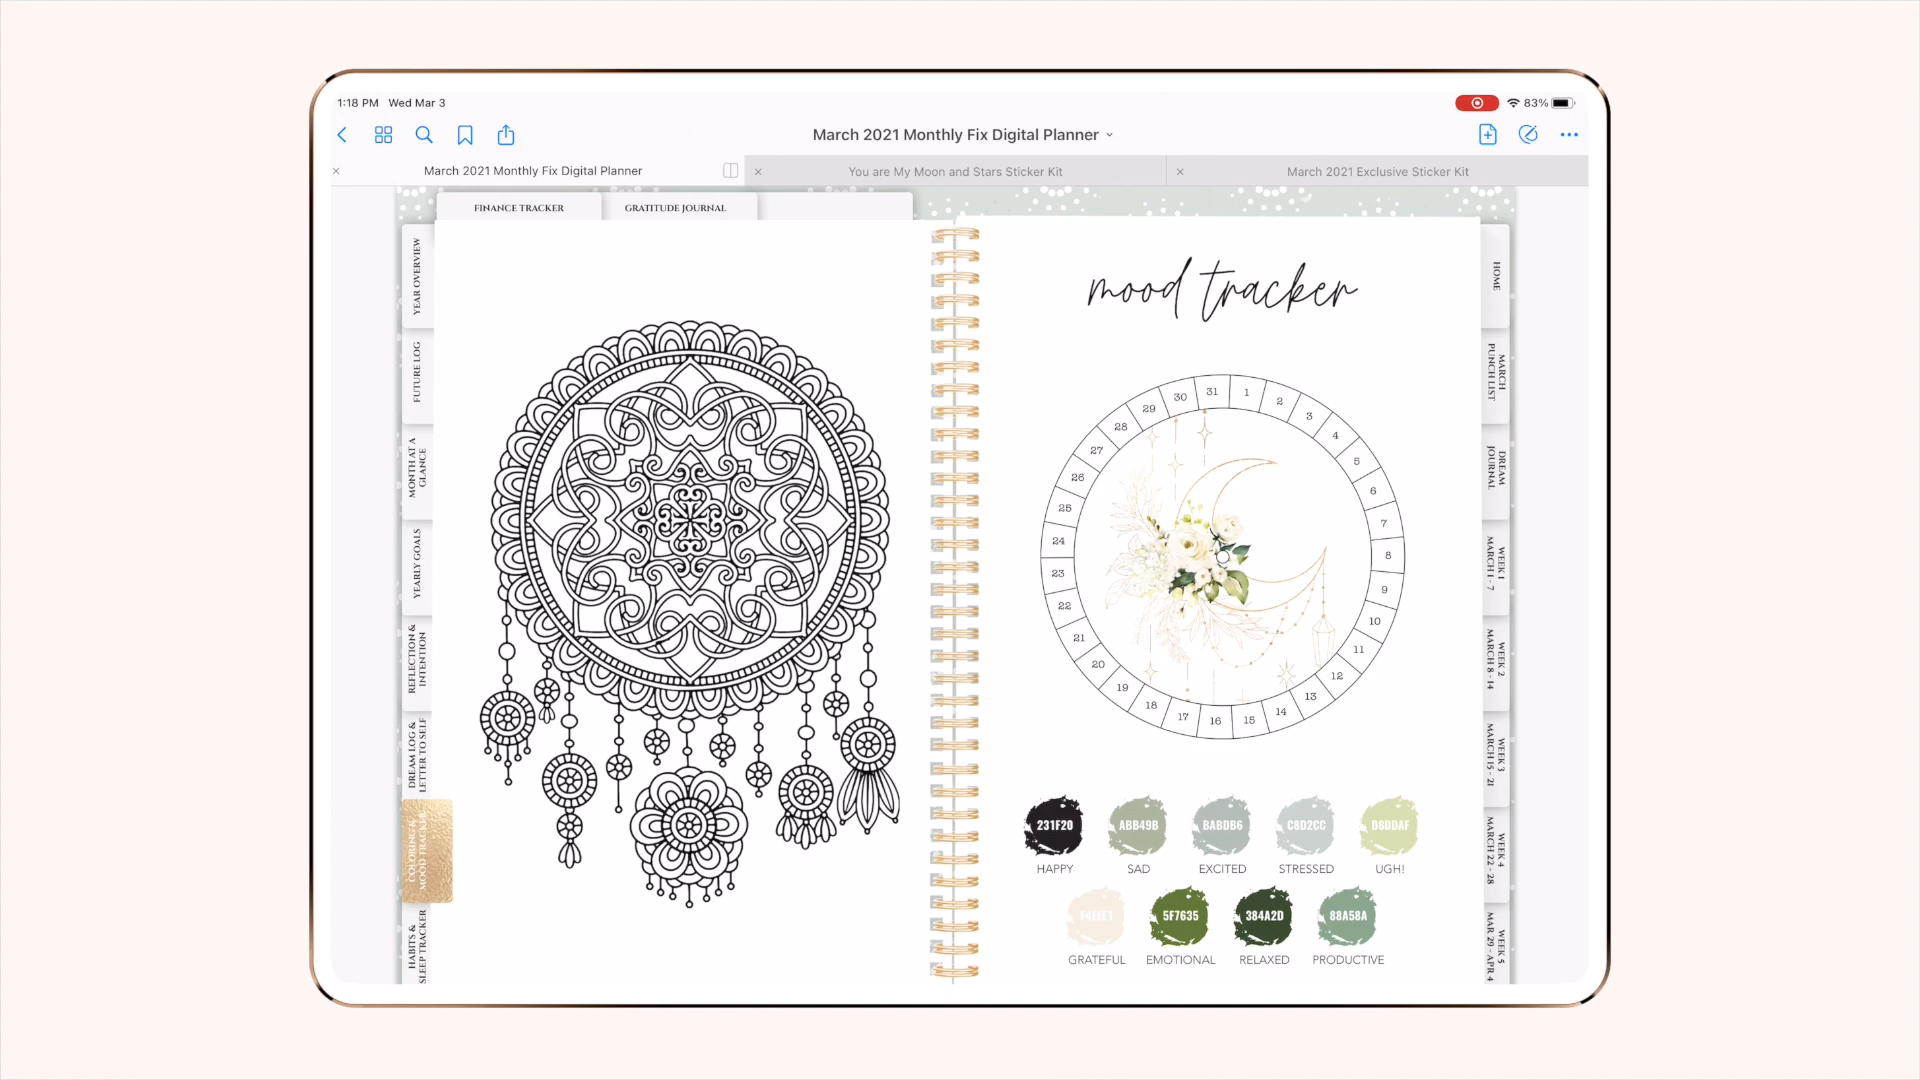 1:18 PM Wed Mar 3
83%
March 2021 Monthly Fix Digital Planner
March 2021 Monthly Fix Digital Planner
You are My Moon and Stars Sticker Kit
March 2021 Exclusive Sticker Kit
FINANCE TRACKER
GRATITUDE JOURNAL
YEAR OVERVIEW
FUTURE LOG
MONTH AT A
GLANCE
YEARLY GOALS
REFLECTION &
INTENTION
DREAM LOG &
LETTER TO SELF
COLORING &
MOOD TRACKER
HABITS &
SLEEP TRACKER
mood tracker
1
2
3
4
5
6
7
8
9
10
11
12
13
14
15
16
17
18
19
20
21
22
23
24
25
26
27
28
29
30
31
231F20
ABB49B
BABDB6
C8D2CC
D8DDAF
HAPPY
SAD
EXCITED
STRESSED
UGH!
F4EEE1
5F7635
384A2D
88A58A
GRATEFUL
EMOTIONAL
RELAXED
PRODUCTIVE
HOME
MARCH
PUNCH LIST
DREAM
JOURNAL
WEEK 1
MARCH 1 - 7
WEEK 2
MARCH 8 - 14
WEEK 3
MARCH 15 - 21
WEEK 4
MARCH 22 - 28
WEEK 5
MAR 29 - APR 4